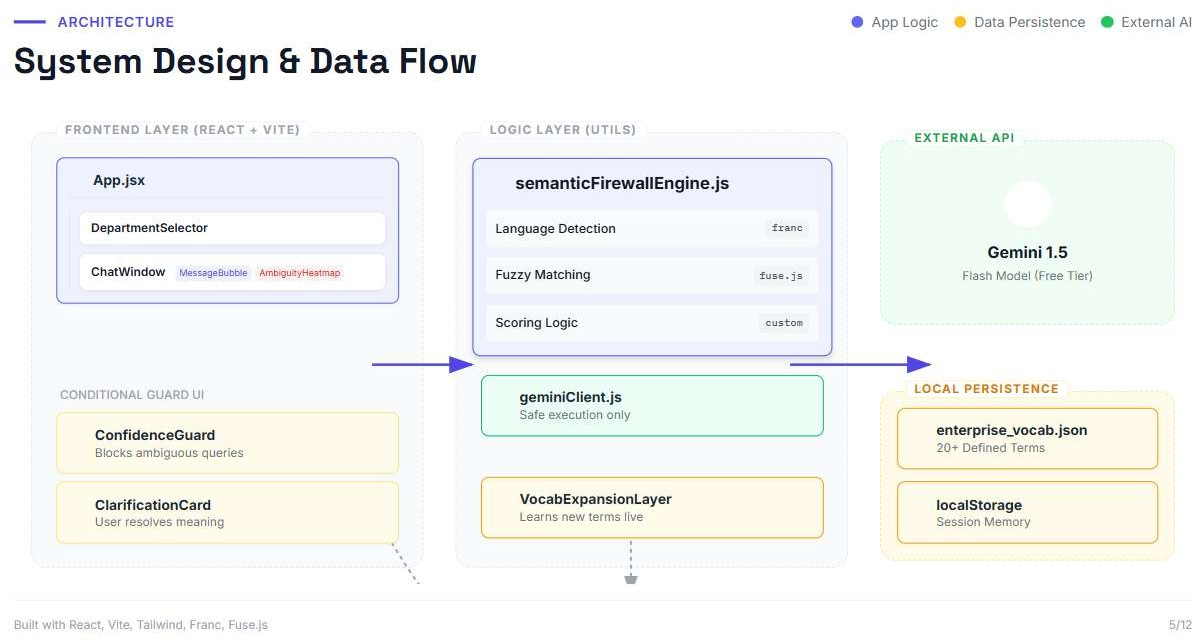 ARCHITECTURE
App Logic
Data Persistence
External AI
System Design & Data Flow
FRONTEND LAYER (REACT + VITE)
App.jsx
DepartmentSelector
ChatWindow MessageBubble AmbiguityHeatmap
CONDITIONAL GUARD UI
ConfidenceGuard
Blocks ambiguous queries
ClarificationCard
User resolves meaning
LOGIC LAYER (UTILS)
semanticFirewallEngine.js
Language Detection franc
Fuzzy Matching fuse.js
Scoring Logic custom
geminiClient.js
Safe execution only
VocabExpansionLayer
Learns new terms live
EXTERNAL API
Gemini 1.5
Flash Model (Free Tier)
LOCAL PERSISTENCE
enterprise_vocab.json
20+ Defined Terms
localStorage
Session Memory
Built with React, Vite, Tailwind, Franc, Fuse.js
5/12